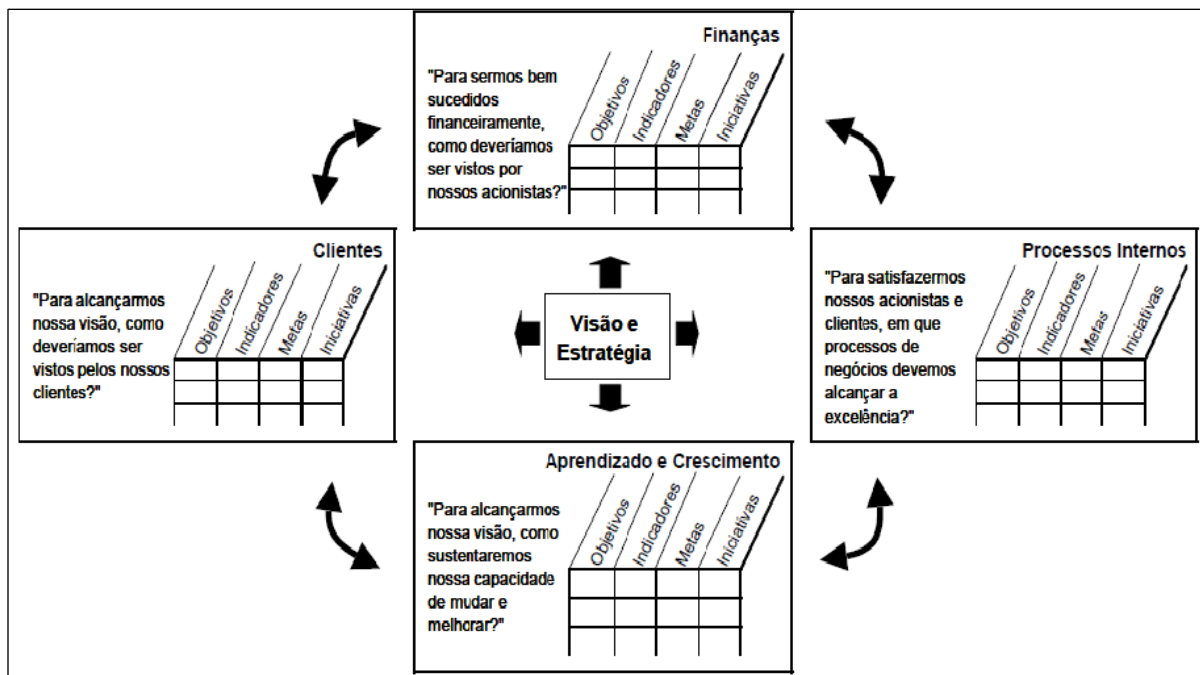 Finanças
"Para sermos bem
sucedidos
financeiramente,
como deveríamos
ser vistos por
nossos acionistas?"
Objetivos
Indicadores
Metas
Iniciativas
Clientes
"Para alcançarmos
nossa visão, como
deveríamos ser
vistos pelos nossos
clientes?"
Objetivos
Indicadores
Metas
Iniciativas
Visão e
Estratégia
Processos Internos
"Para satisfazermos
nossos acionistas e
clientes, em que
processos de
negócios devemos
alcançar a
excelência?"
Objetivos
Indicadores
Metas
Iniciativas
Aprendizado e Crescimento
"Para alcançarmos
nossa visão, como
sustentaremos
nossa capacidade
de mudar e
melhorar?"
Objetivos
Indicadores
Metas
Iniciativas